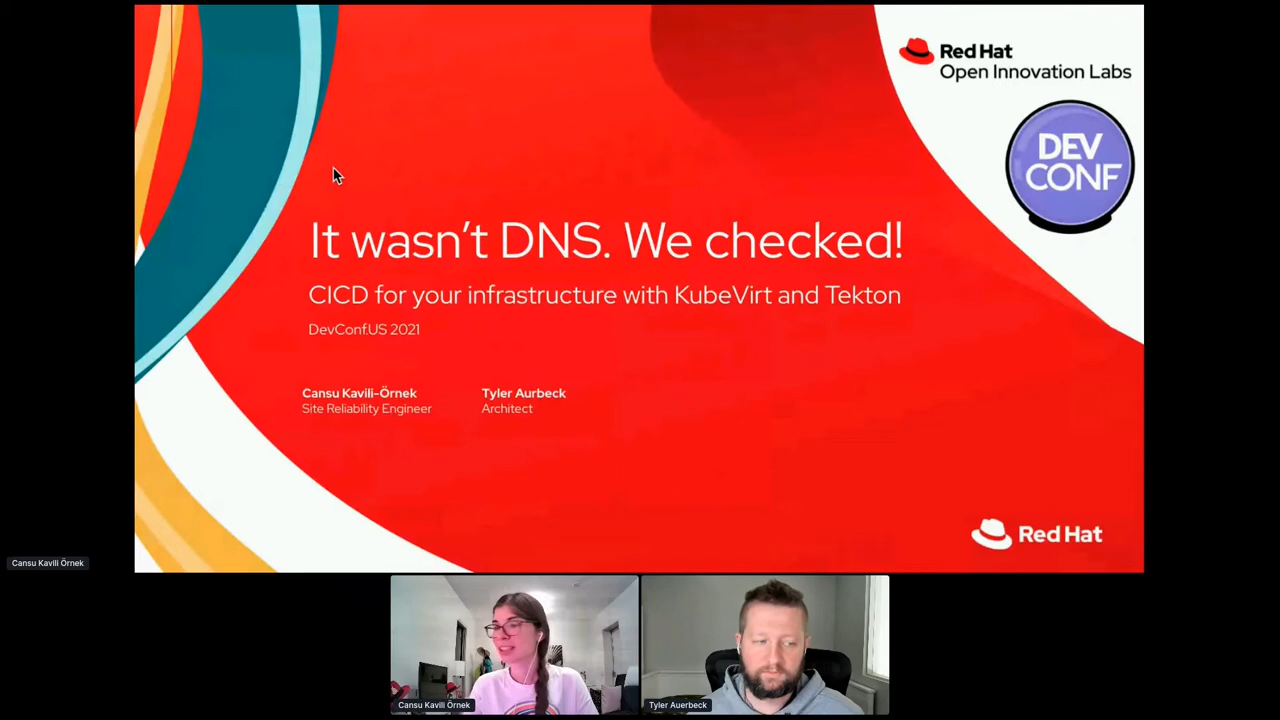 Red Hat
Open Innovation Labs
DEV
CONF
It wasn't DNS. We checked!
CICD for your infrastructure with KubeVirt and Tekton
DevConf.US 2021
Cansu Kavili-Örnek
Site Reliability Engineer
Tyler Aurbeck
Architect
Red Hat
Cansu Kavili Örnek
Cansu Kavili Örnek
Tyler Auerbeck